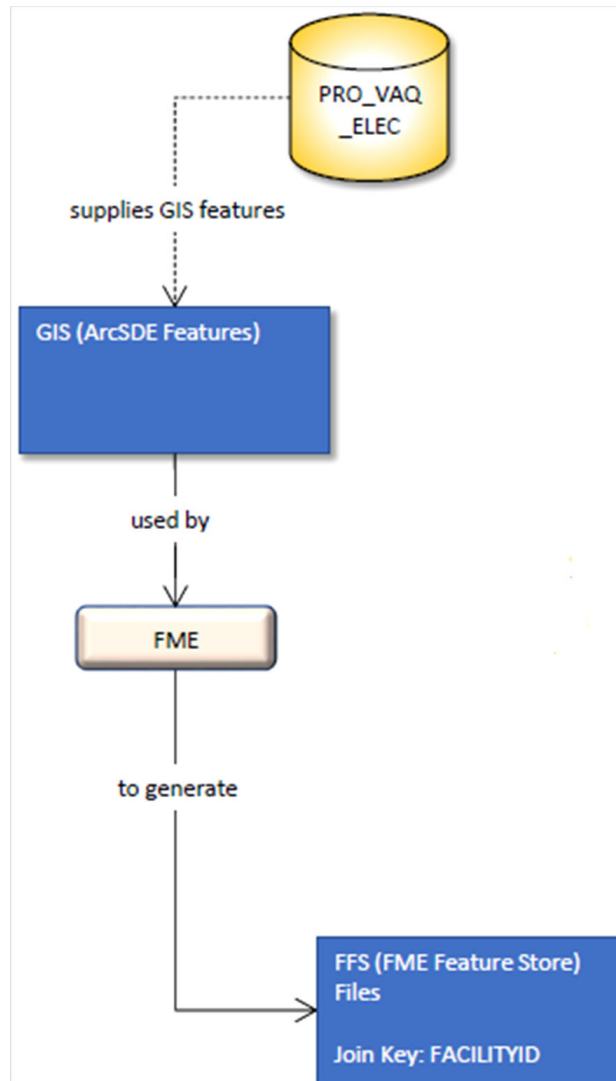 PRO_VAQ
_ELEC
supplies GIS features
GIS (ArcSDE Features)
used by
FME
to generate
FFS (FME Feature Store)
Files
Join Key: FACILITYID